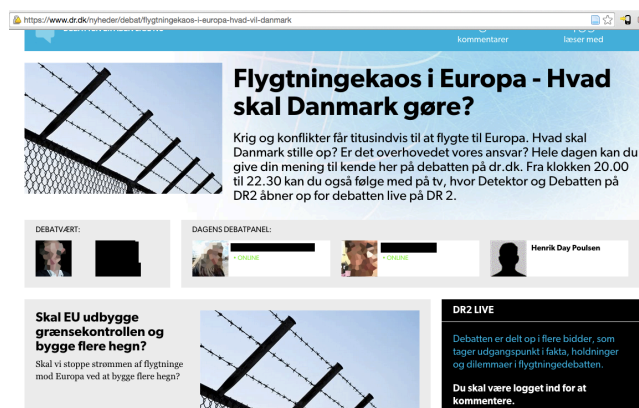 https://www.dr.dk/nyheder/debat/flygtningekaos-i-europa-hvad-vil-danmark
kommentarer
læser med
Flygtningekaos i Europa - Hvad
skal Danmark gøre?
Krig og konflikter får titusindvis til at flygte til Europa. Hvad skal
Danmark stille op? Er det overhovedet vores ansvar? Hele dagen kan du
give din mening til kende her på debatten på dr.dk. Fra klokken 20.00
til 22.30 kan du også følge med på tv, hvor Detektor og Debatten på
DR2 åbner op for debatten live på DR 2.
DEBATVÆRT:
DAGENS DEBATPANEL:
• ONLINE
• ONLINE
Henrik Day Poulsen
Skal EU udbygge
grænsekontrollen og
bygge flere hegn?
Skal vi stoppe strømmen af flygtninge
mod Europa ved at bygge flere hegn?
DR2 LIVE
Debatten er delt op i flere bidder, som
tager udgangspunkt i fakta, holdninger
og dilemmaer i flygtningedebatten.
Du skal være logget ind for at
kommentere.